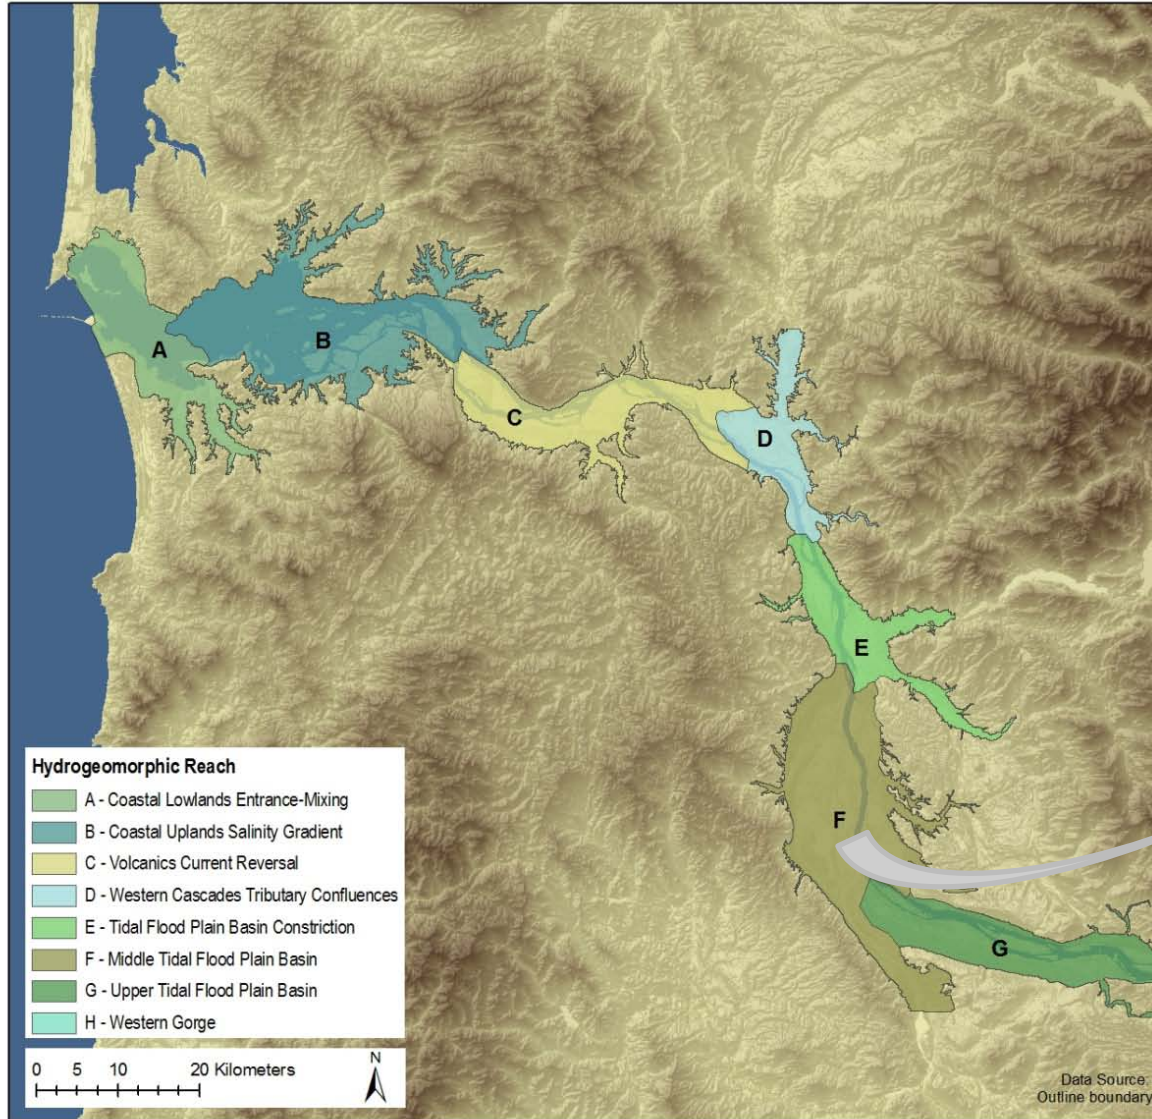 A
B
C
D
E
F
G
Hydrogeomorphic Reach
A - Coastal Lowlands Entrance-Mixing
B - Coastal Uplands Salinity Gradient
C - Volcanics Current Reversal
D - Western Cascades Tributary Confluences
E - Tidal Flood Plain Basin Constriction
F - Middle Tidal Flood Plain Basin
G - Upper Tidal Flood Plain Basin
H - Western Gorge
0 5 10 20 Kilometers
N
Data Source:
Outline boundary